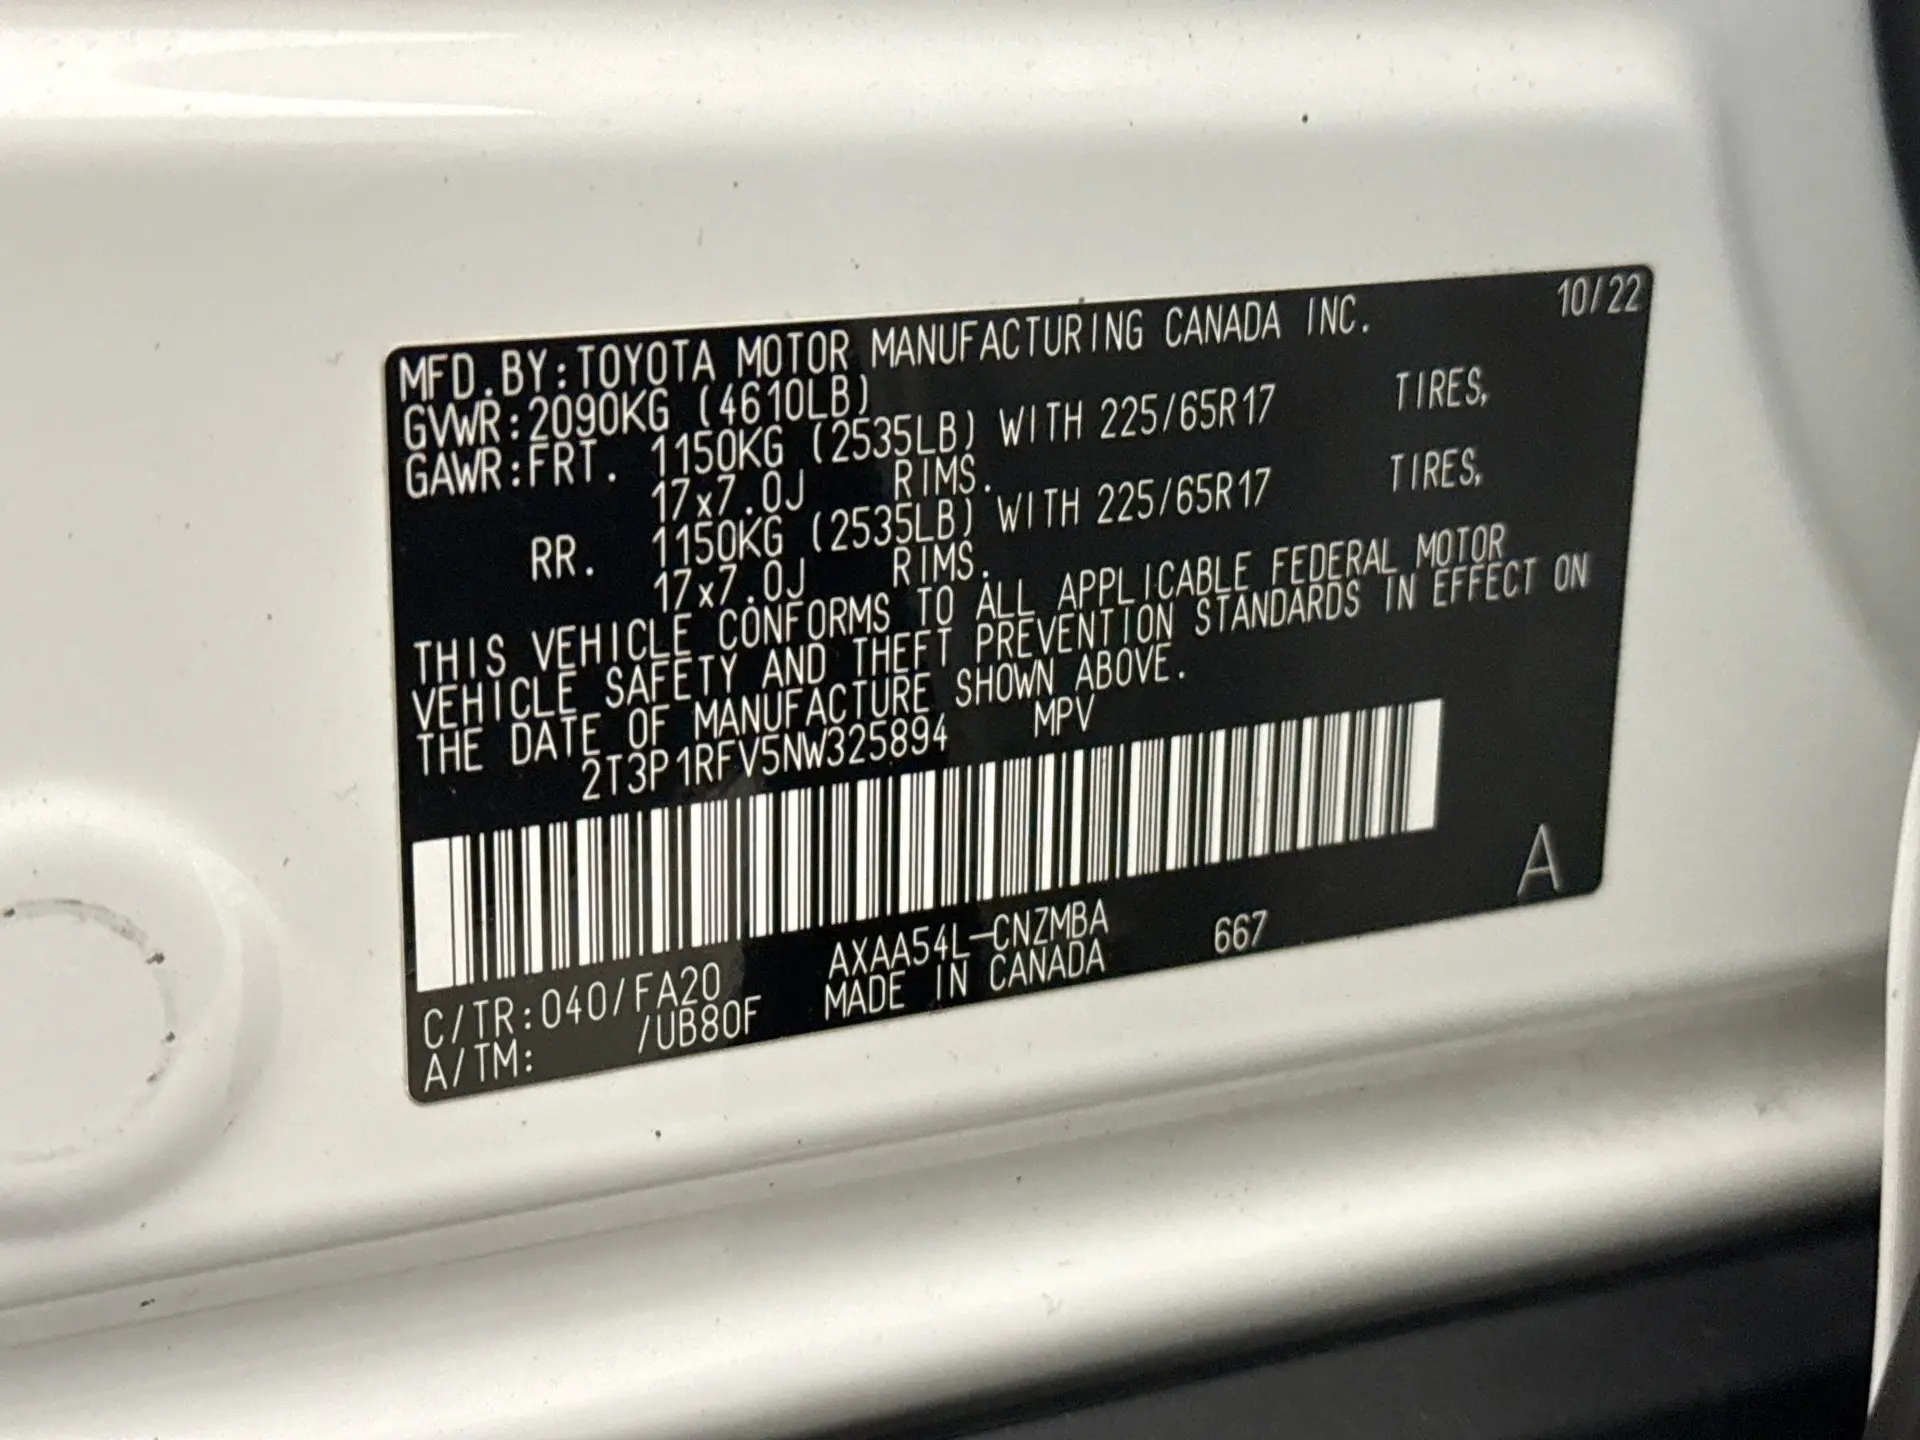 10/22
MFD.BY:TOYOTA MOTOR MANUFACTURING CANADA INC.
GVWR:2090KG (4610LB)
GAWR:FRT. 1150KG (2535LB) WITH 225/65R17 TIRES,
17x7.0J RIMS.
RR. 1150KG (2535LB) WITH 225/65R17 TIRES,
17x7.0J RIMS.
THIS VEHICLE CONFORMS TO ALL APPLICABLE FEDERAL MOTOR
VEHICLE SAFETY AND THEFT PREVENTION STANDARDS IN EFFECT ON
THE DATE OF MANUFACTURE SHOWN ABOVE.
2T3P1RFV5NW325894 MPV
A
C/TR:040/FA20 AXAA54L-CNZMBA 667
A/TM: /UB80F MADE IN CANADA